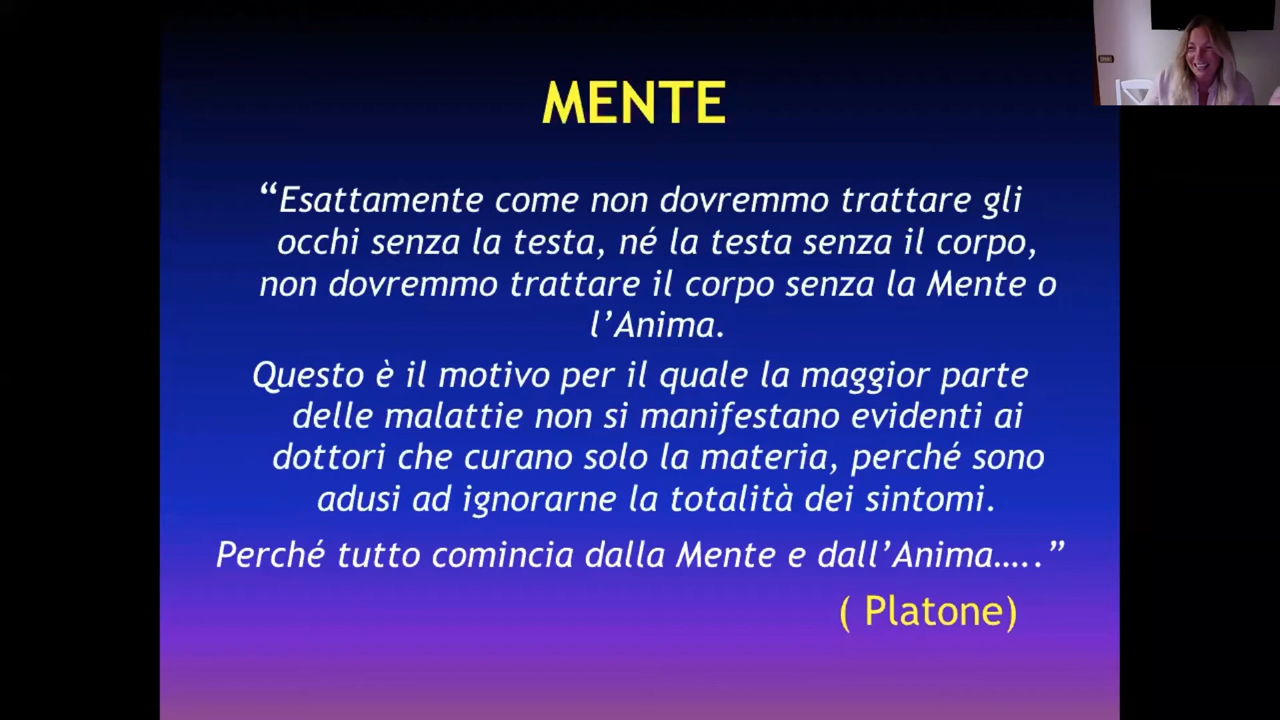 MENTE
“Esattamente come non dovremmo trattare gli
occhi senza la testa, né la testa senza il corpo,
non dovremmo trattare il corpo senza la Mente o
l’Anima.
Questo è il motivo per il quale la maggior parte
delle malattie non si manifestano evidenti ai
dottori che curano solo la materia, perché sono
adusi ad ignorarne la totalità dei sintomi.
Perché tutto comincia dalla Mente e dall’Anima…..”
( Platone)